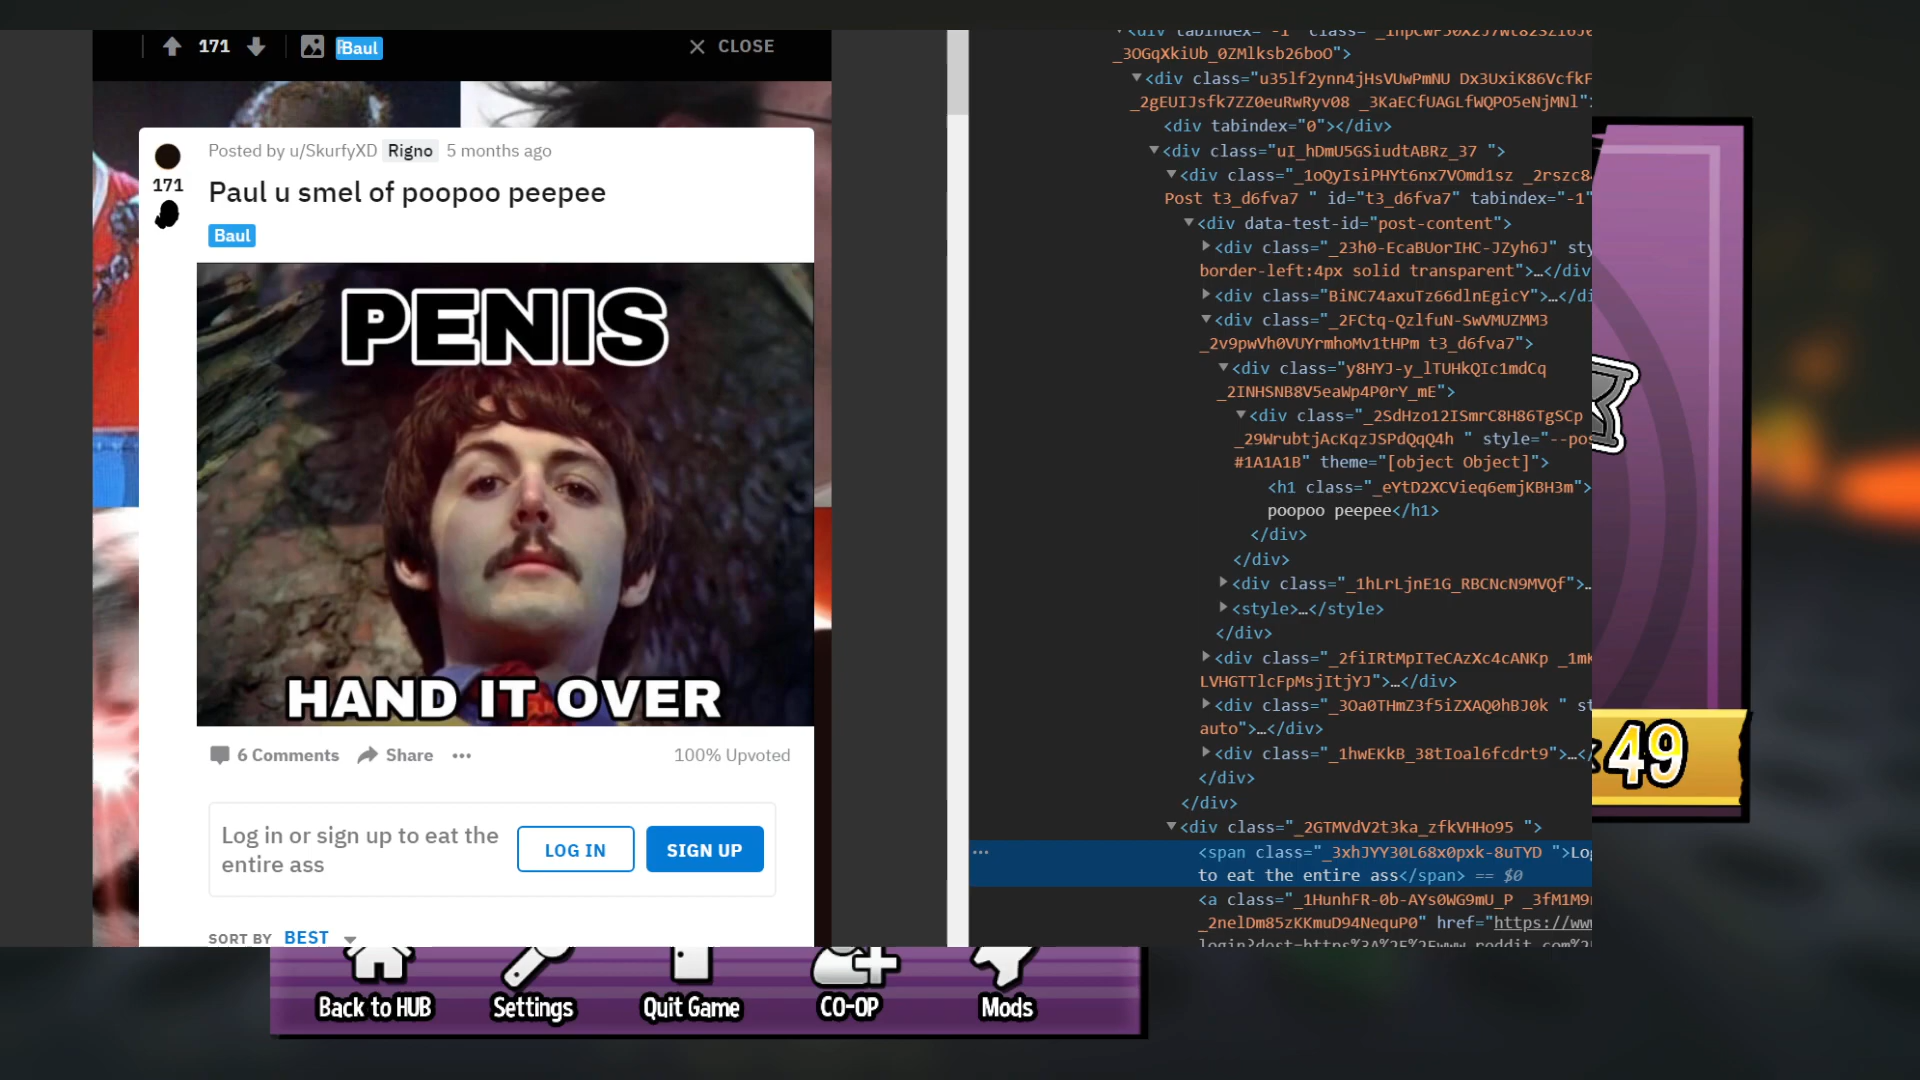 171 Baul CLOSE
Posted by u/SkurfyXD Rigno 5 months ago
171
Paul u smel of poopoo peepee
Baul
PENIS
HAND IT OVER
6 Comments Share ••• 100% Upvoted
Log in or sign up to eat the
entire ass
LOG IN SIGN UP
SORT BY BEST
_3OGqXkiUb_0ZMlksb26boO">
<div class="u35lf2ynn4jHsVUwPmNU Dx3UxiK86VcfkF
_2gEUIJsfk7ZZ0euRwRyv08 _3KaECfUAGLfWQPO5eNjMNl">
<div tabindex="0"></div>
<div class="uI_hDmU5GSiudtABRz_37 ">
<div class="_1oQyIsiPHYt6nx7VOmd1sz _2rszc8
Post t3_d6fva7 " id="t3_d6fva7" tabindex="-1"
<div data-test-id="post-content">
<div class="_23h0-EcaBUorIHC-JZyh6J" sty
border-left:4px solid transparent">…</div
<div class="BiNC74axuTz66dlnEgicY">…</di
<div class="_2FCtq-QzlfuN-SwVMUZMM3
_2v9pwVh0VUYrmhoMv1tHPm t3_d6fva7">
<div class="y8HYJ-y_lTUHkQIc1mdCq
_2INHSNB8V5eaWp4P0rY_mE">
<div class="_2SdHzo12ISmrC8H86TgSCp
_29WrubtjAcKqzJSPdQqQ4h " style="--pos
#1A1A1B" theme="[object Object]">
<h1 class="_eYtD2XCVieq6emjKBH3m">
poopoo peepee</h1>
</div>
</div>
<div class="_1hLrLjnE1G_RBCNcN9MVQf">…
<style>…</style>
</div>
<div class="_2fiIRtMpITeCAzXc4cANKp _1mK
LVHGTTlcFpMsjItjYJ">…</div>
<div class="_3Oa0THmZ3f5iZXAQ0hBJ0k " st
auto">…</div>
<div class="_1hwEKkB_38tIoal6fcdrt9">…</
</div>
</div>
<div class="_2GTMVdV2t3ka_zfkVHHo95 ">
<span class="_3xhJYY30L68x0pxk-8uTYD ">Log
to eat the entire ass</span> == $0
<a class="_1HunhFR-0b-AYs0WG9mU_P _3fM1M9
_2nelDm85zKKmuD94NequP0" href="https://www
x49
Back to HUB Settings Quit Game CO-OP Mods